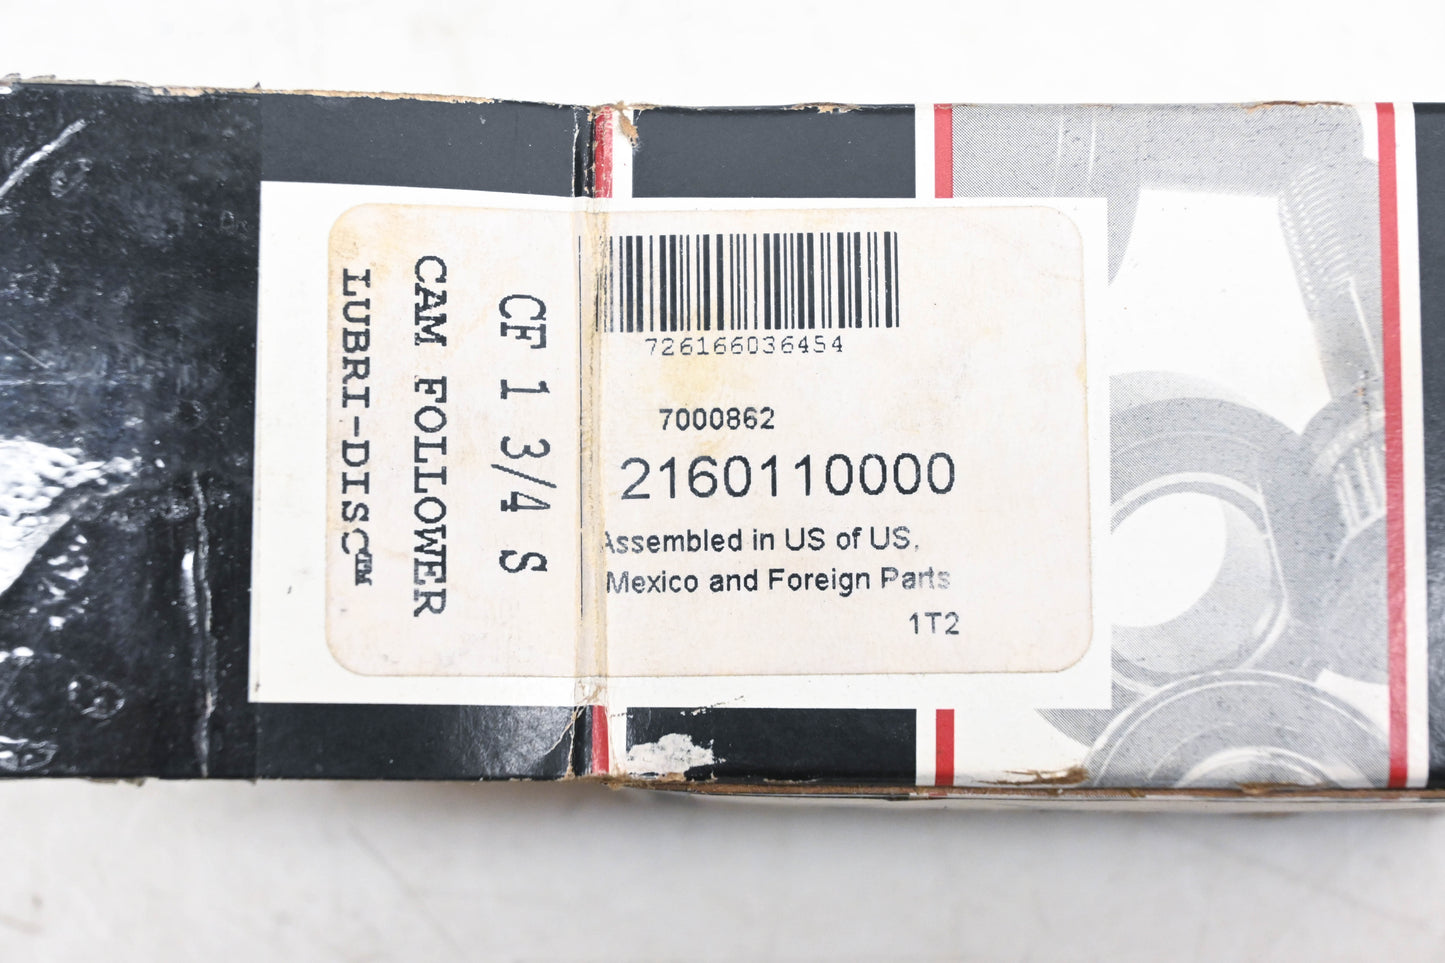 CF 1 3/4 S
CAM FOLLOWER
LUBRI-DISC™
726166036454
7000862
2160110000
Assembled in US of US,
Mexico and Foreign Parts
1T2